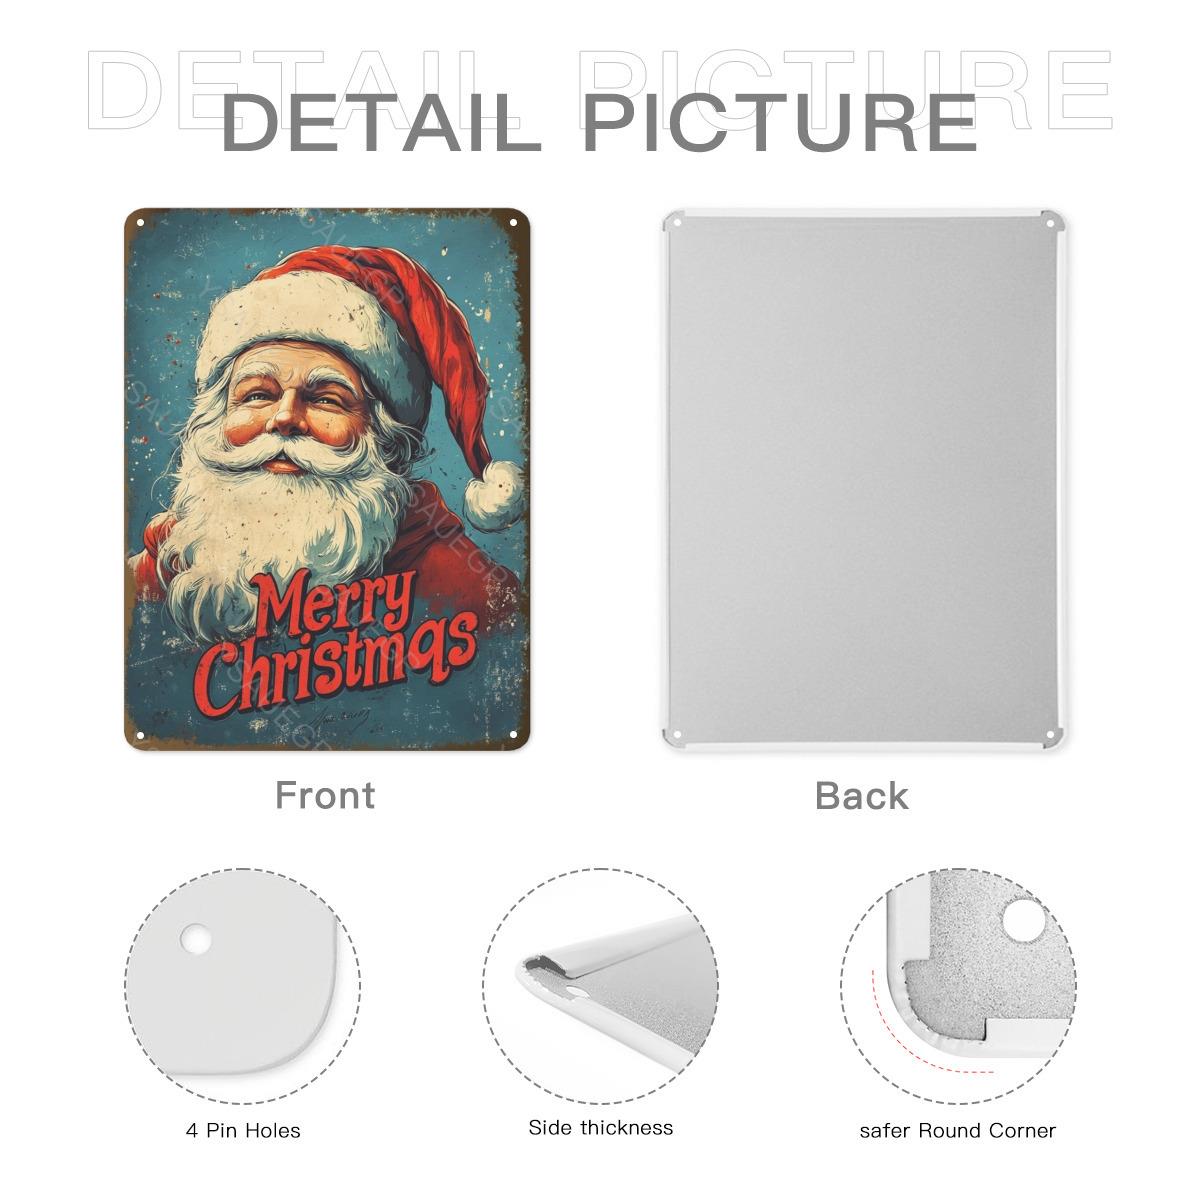 DETAIL PICTURE
DETAIL PICTURE
Merry
Christmas
Front
Back
4 Pin Holes
Side thickness
safer Round Corner